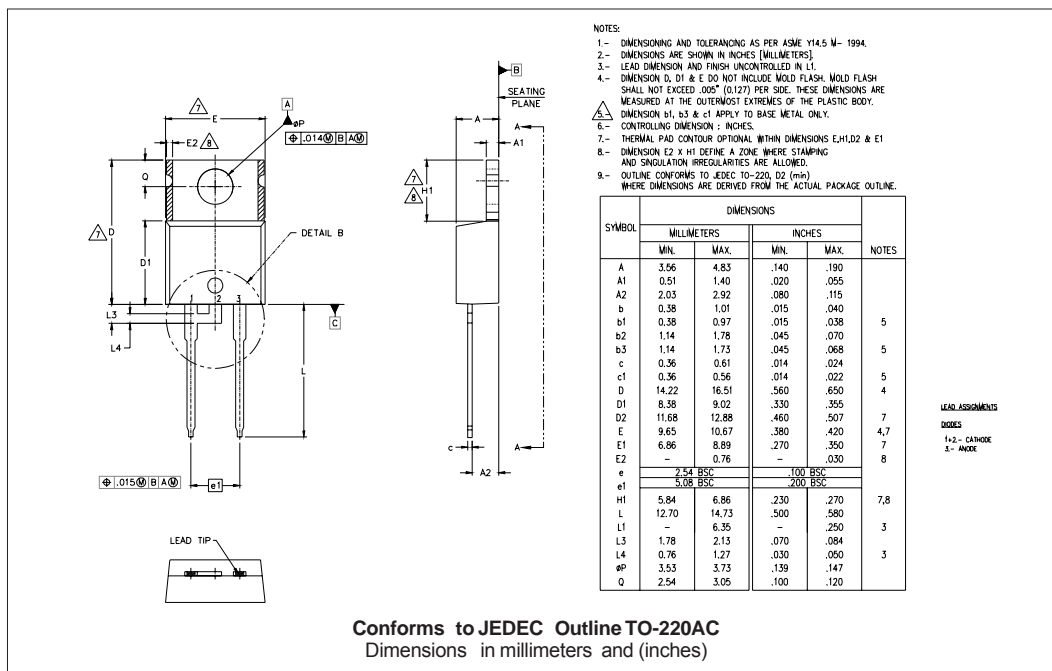 NOTES:
1.- DIMENSIONING AND TOLERANCING AS PER ASME Y14.5 M- 1994.
2.- DIMENSIONS ARE SHOWN IN INCHES [MILLIMETERS].
3.- LEAD DIMENSION AND FINISH UNCONTROLLED IN L1.
4.- DIMENSION D, D1 & E DO NOT INCLUDE MOLD FLASH. MOLD FLASH
SHALL NOT EXCEED .005" (0.127) PER SIDE. THESE DIMENSIONS ARE
MEASURED AT THE OUTERMOST EXTREMES OF THE PLASTIC BODY.
5.- DIMENSION b1, b3 & c1 APPLY TO BASE METAL ONLY.
6.- CONTROLLING DIMENSION : INCHES.
7.- THERMAL PAD CONTOUR OPTIONAL WITHIN DIMENSIONS E,H1,D2 & E1
8.- DIMENSION E2 X H1 DEFINE A ZONE WHERE STAMPING
AND SINGULATION IRREGULARITIES ARE ALLOWED.
9.- OUTLINE CONFORMS TO JEDEC TO-220, D2 (min)
WHERE DIMENSIONS ARE DERIVED FROM THE ACTUAL PACKAGE OUTLINE.
7
E
E2 8
A
øP
⌖ .014Ⓜ B AⓂ
Q
7 D
D1
DETAIL B
1 2 3
L3
L4
C
L
⌖ .015Ⓜ B AⓂ
e1
LEAD TIP
B
SEATING
PLANE
A
A
A1
7
8
H1
c
A2
A
SYMBOL DIMENSIONS NOTES
MILLIMETERS INCHES
MIN. MAX. MIN. MAX.
A 3.56 4.83 .140 .190
A1 0.51 1.40 .020 .055
A2 2.03 2.92 .080 .115
b 0.38 1.01 .015 .040
b1 0.38 0.97 .015 .038 5
b2 1.14 1.78 .045 .070
b3 1.14 1.73 .045 .068 5
c 0.36 0.61 .014 .024
c1 0.36 0.56 .014 .022 5
D 14.22 16.51 .560 .650 4
D1 8.38 9.02 .330 .355
D2 11.68 12.88 .460 .507 7
E 9.65 10.67 .380 .420 4,7
E1 6.86 8.89 .270 .350 7
E2 – 0.76 – .030 8
e 2.54 BSC .100 BSC
e1 5.08 BSC .200 BSC
H1 5.84 6.86 .230 .270 7,8
L 12.70 14.73 .500 .580
L1 – 6.35 – .250 3
L3 1.78 2.13 .070 .084
L4 0.76 1.27 .030 .050 3
øP 3.53 3.73 .139 .147
Q 2.54 3.05 .100 .120
LEAD ASSIGNMENTS
DIODES
1+2.- CATHODE
3.- ANODE
Conforms to JEDEC Outline TO-220AC
Dimensions in millimeters and (inches)